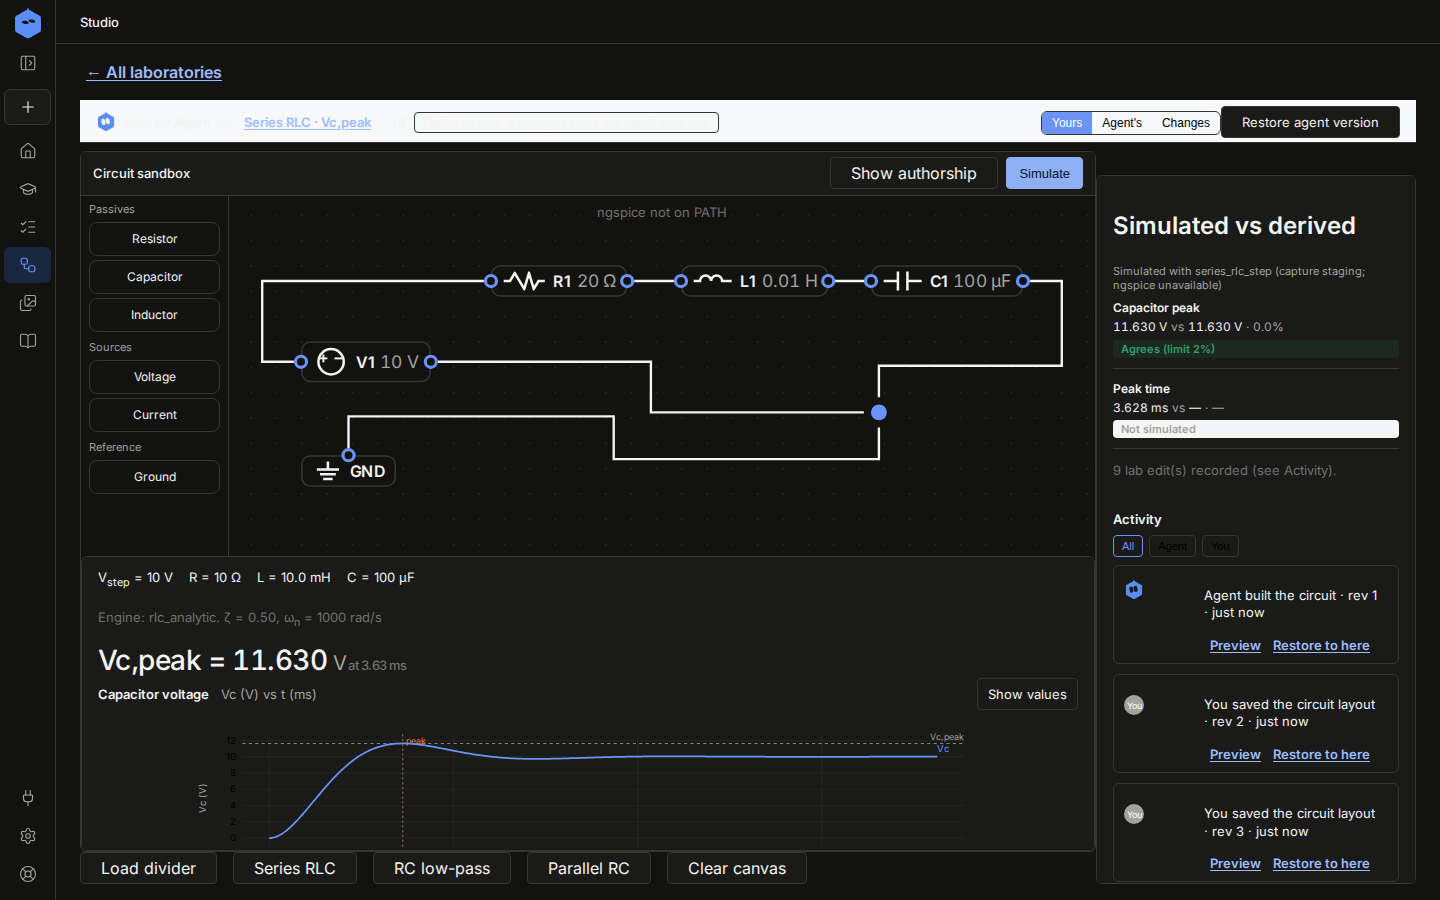 Studio
← All laboratories
Series RLC · Vc,peak
Yours Agent's Changes Restore agent version
Circuit sandbox
Show authorship Simulate
Passives
Resistor
Capacitor
Inductor
Sources
Voltage
Current
Reference
Ground
ngspice not on PATH
R1 20 Ω
L1 0.01 H
C1 100 µF
V1 10 V
GND
Vstep = 10 V R = 10 Ω L = 10.0 mH C = 100 µF
Engine: rlc_analytic. ζ = 0.50, ωn = 1000 rad/s
Vc,peak = 11.630 V at 3.63 ms
Capacitor voltage Vc (V) vs t (ms)
Show values
Vc (V)
12
10
8
6
4
2
0
peak
Vc,peak
Vc
Load divider Series RLC RC low-pass Parallel RC Clear canvas
Simulated vs derived
Simulated with series_rlc_step (capture staging;
ngspice unavailable)
Capacitor peak
11.630 V vs 11.630 V · 0.0%
Agrees (limit 2%)
Peak time
3.628 ms vs — · —
Not simulated
9 lab edit(s) recorded (see Activity).
Activity
All Agent You
Agent built the circuit · rev 1
· just now
Preview Restore to here
You
You saved the circuit layout
· rev 2 · just now
Preview Restore to here
You
You saved the circuit layout
· rev 3 · just now
Preview Restore to here